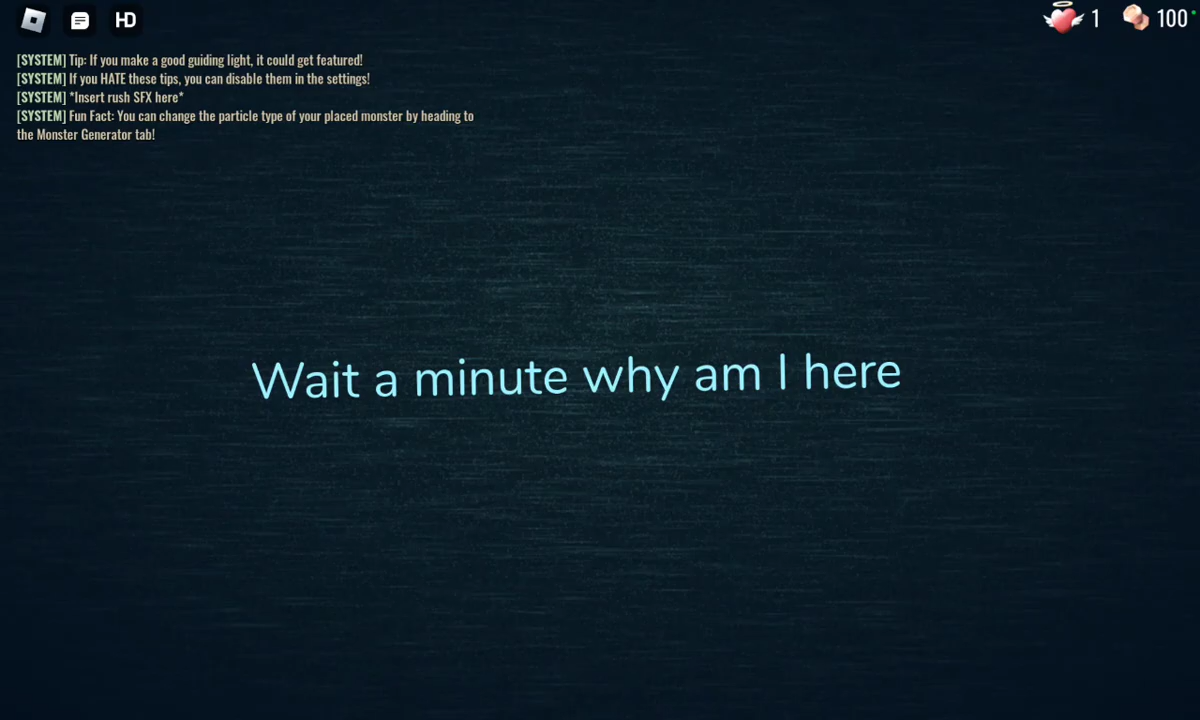 HD
1
100
[SYSTEM] Tip: If you make a good guiding light, it could get featured!
[SYSTEM] If you HATE these tips, you can disable them in the settings!
[SYSTEM] *Insert rush SFX here*
[SYSTEM] Fun Fact: You can change the particle type of your placed monster by heading to
the Monster Generator tab!
Wait a minute why am I here